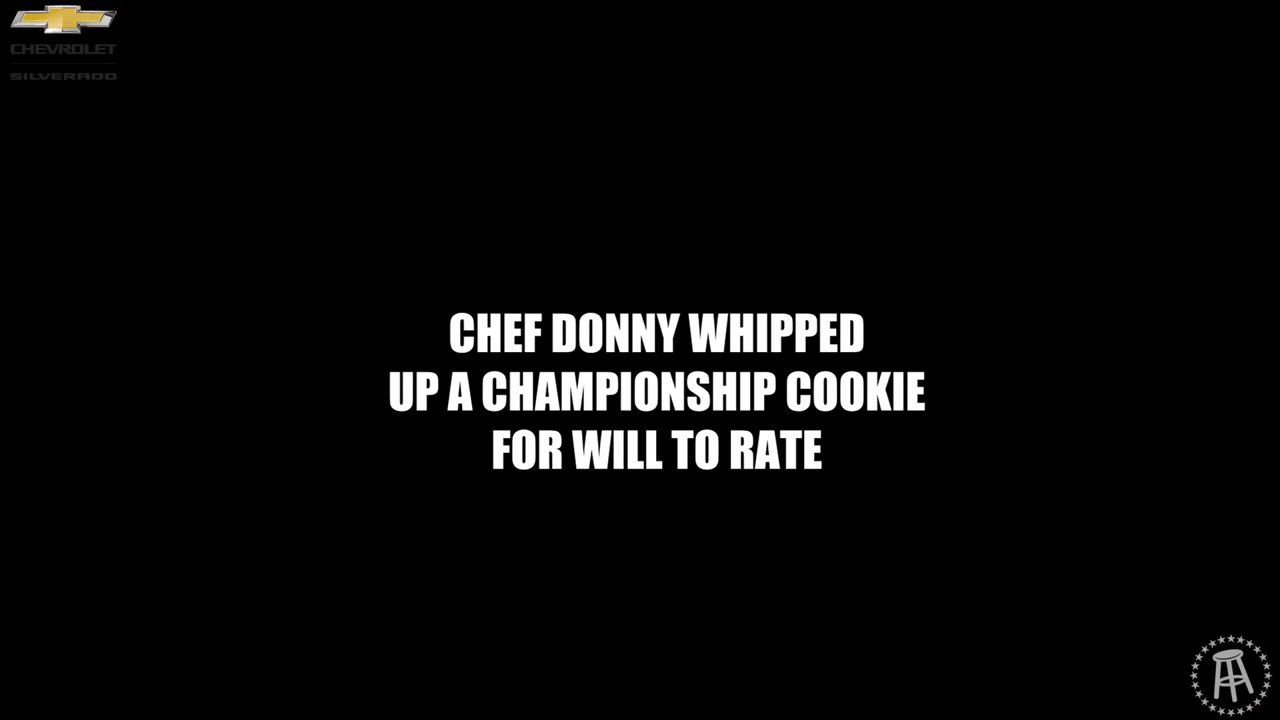 CHEVROLET
SILVERADO
CHEF DONNY WHIPPED
UP A CHAMPIONSHIP COOKIE
FOR WILL TO RATE